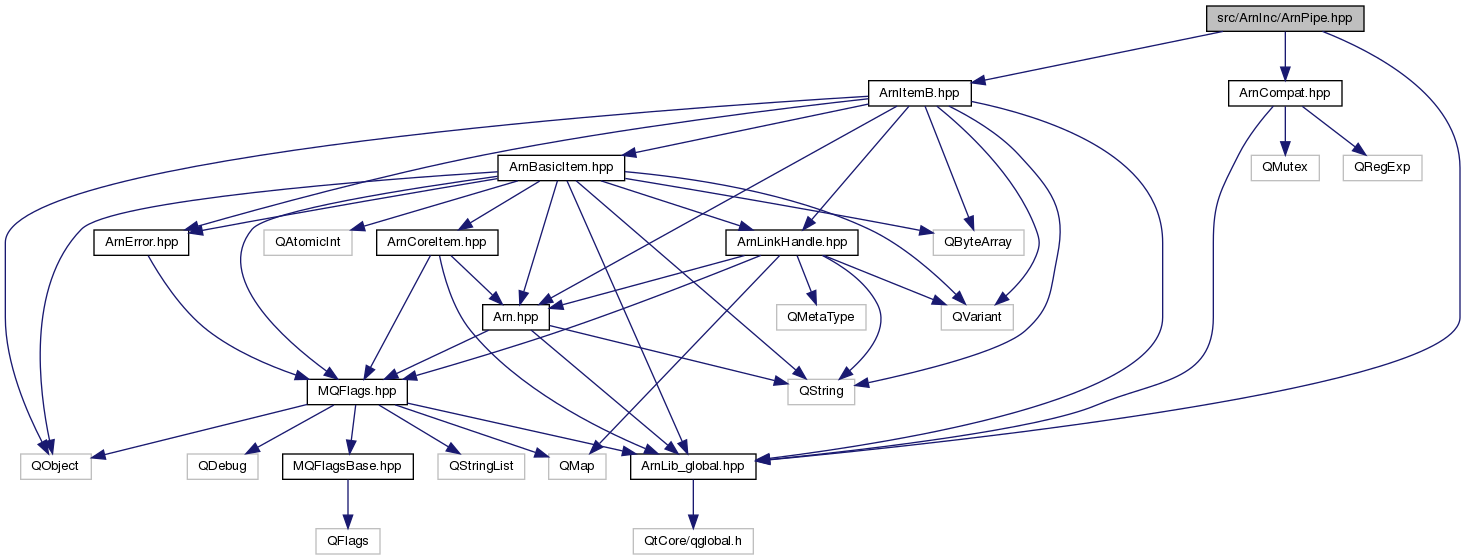 src/ArnInc/ArnPipe.hpp
ArnItemB.hpp
ArnCompat.hpp
ArnBasicItem.hpp
QMutex
QRegExp
ArnError.hpp
QAtomicInt
ArnCoreItem.hpp
ArnLinkHandle.hpp
QByteArray
Arn.hpp
QMetaType
QVariant
MQFlags.hpp
QString
QObject
QDebug
MQFlagsBase.hpp
QStringList
QMap
ArnLib_global.hpp
QFlags
QtCore/qglobal.h